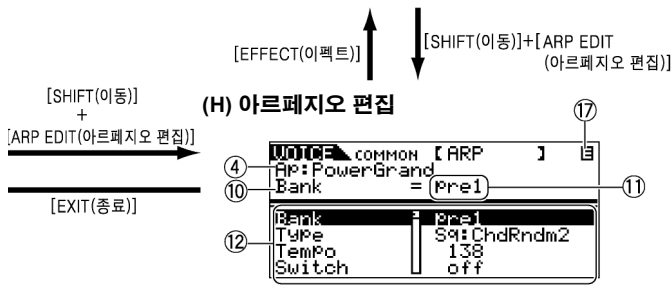 [EFFECT(이펙트)]
[SHIFT(이동)]+[ARP EDIT
(아르페지오 편집)]
[SHIFT(이동)]
+
[ARP EDIT(아르페지오 편집)]
[EXIT(종료)]
(H) 아르페지오 편집
⑰
VOICE COMMON [ARP ] E
④ AP:PowerGrand
⑩ Bank = pre1 ⑪
⑫
Bank pre1
Type Sq:ChdRndm2
Tempo 138
Switch off